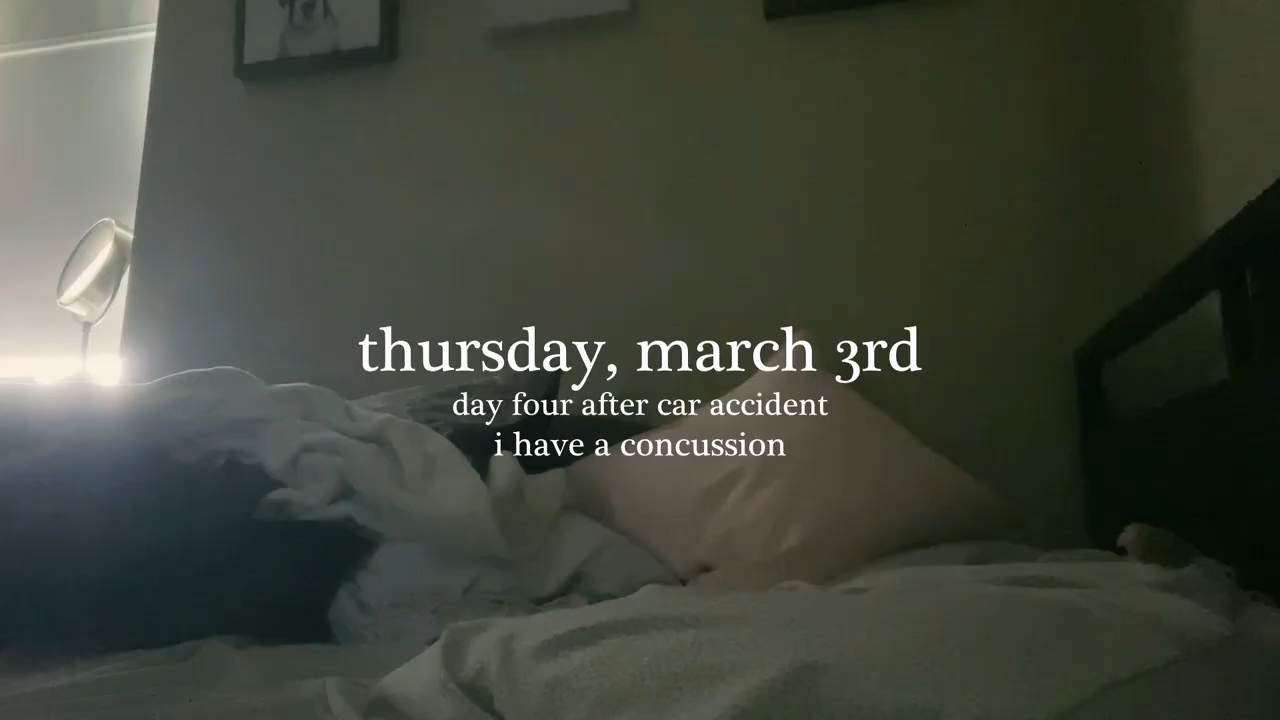 thursday, march 3rd
day four after car accident
i have a concussion